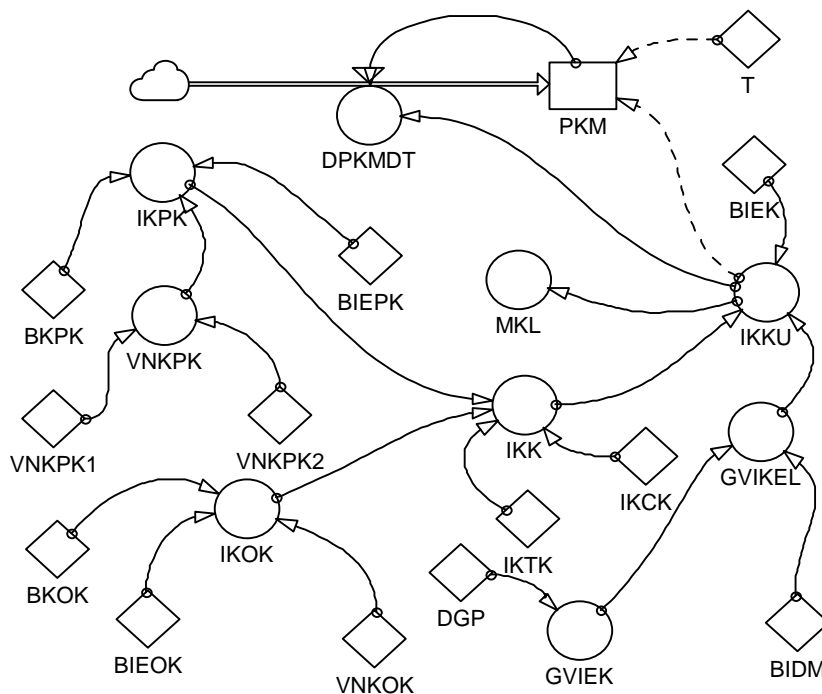 T
PKM
DPKMDT
IKPK
BIEK
BIEPK
BKPK
MKL
IKKU
VNKPK
VNKPK1
VNKPK2
IKK
GVIKEL
IKCK
IKOK
IKTK
BKOK
DGP
BIEOK
VNKOK
GVIEK
BIDM